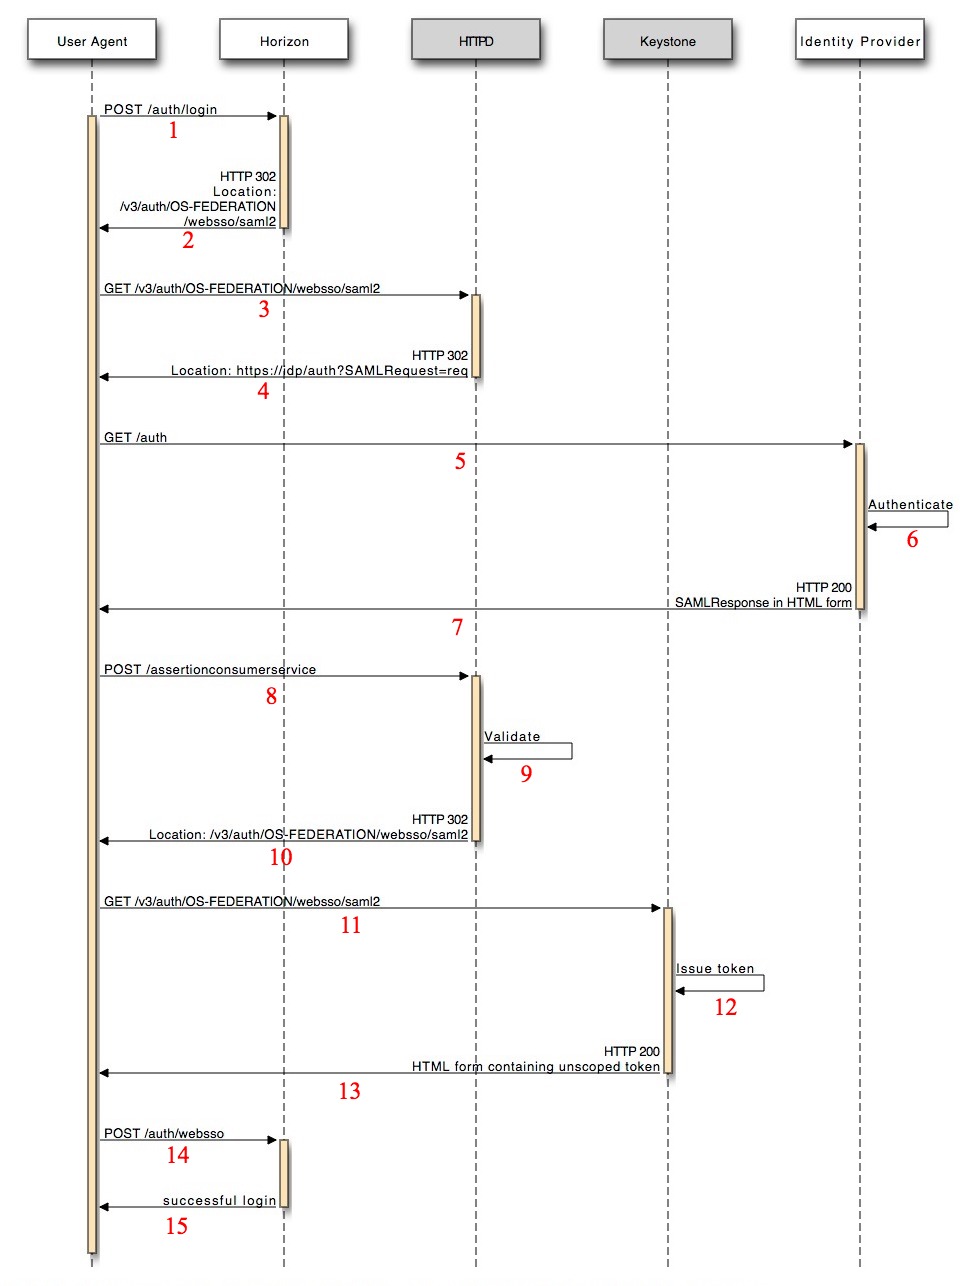 User Agent
Horizon
HTTPD
Keystone
Identity Provider
POST /auth/login
1
HTTP 302
Location:
/v3/auth/OS-FEDERATION
/websso/saml2
2
GET /v3/auth/OS-FEDERATION/websso/saml2
3
HTTP 302
Location: https://idp/auth?SAMLRequest=req
4
GET /auth
5
Authenticate
6
HTTP 200
SAMLResponse in HTML form
7
POST /assertionconsumerservice
8
Validate
9
HTTP 302
Location: /v3/auth/OS-FEDERATION/websso/saml2
10
GET /v3/auth/OS-FEDERATION/websso/saml2
11
Issue token
12
HTTP 200
HTML form containing unscoped token
13
POST /auth/websso
14
successful login
15